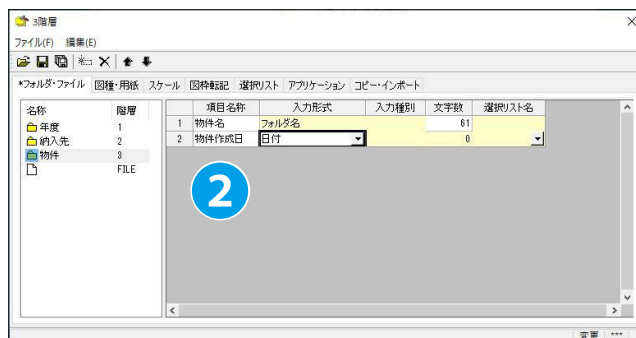 3階層
ファイル(F) 編集(E)
*フォルダ・ファイル 図種・用紙 スケール 図枠転記 選択リスト アプリケーション コピー・インポート
名称 階層
年度 1
納入先 2
物件 3
FILE
項目名称 入力形式 入力種別 文字数 選択リスト名
1 物件名 フォルダ名 61
2 物件作成日 日付 0
2
変更 ***